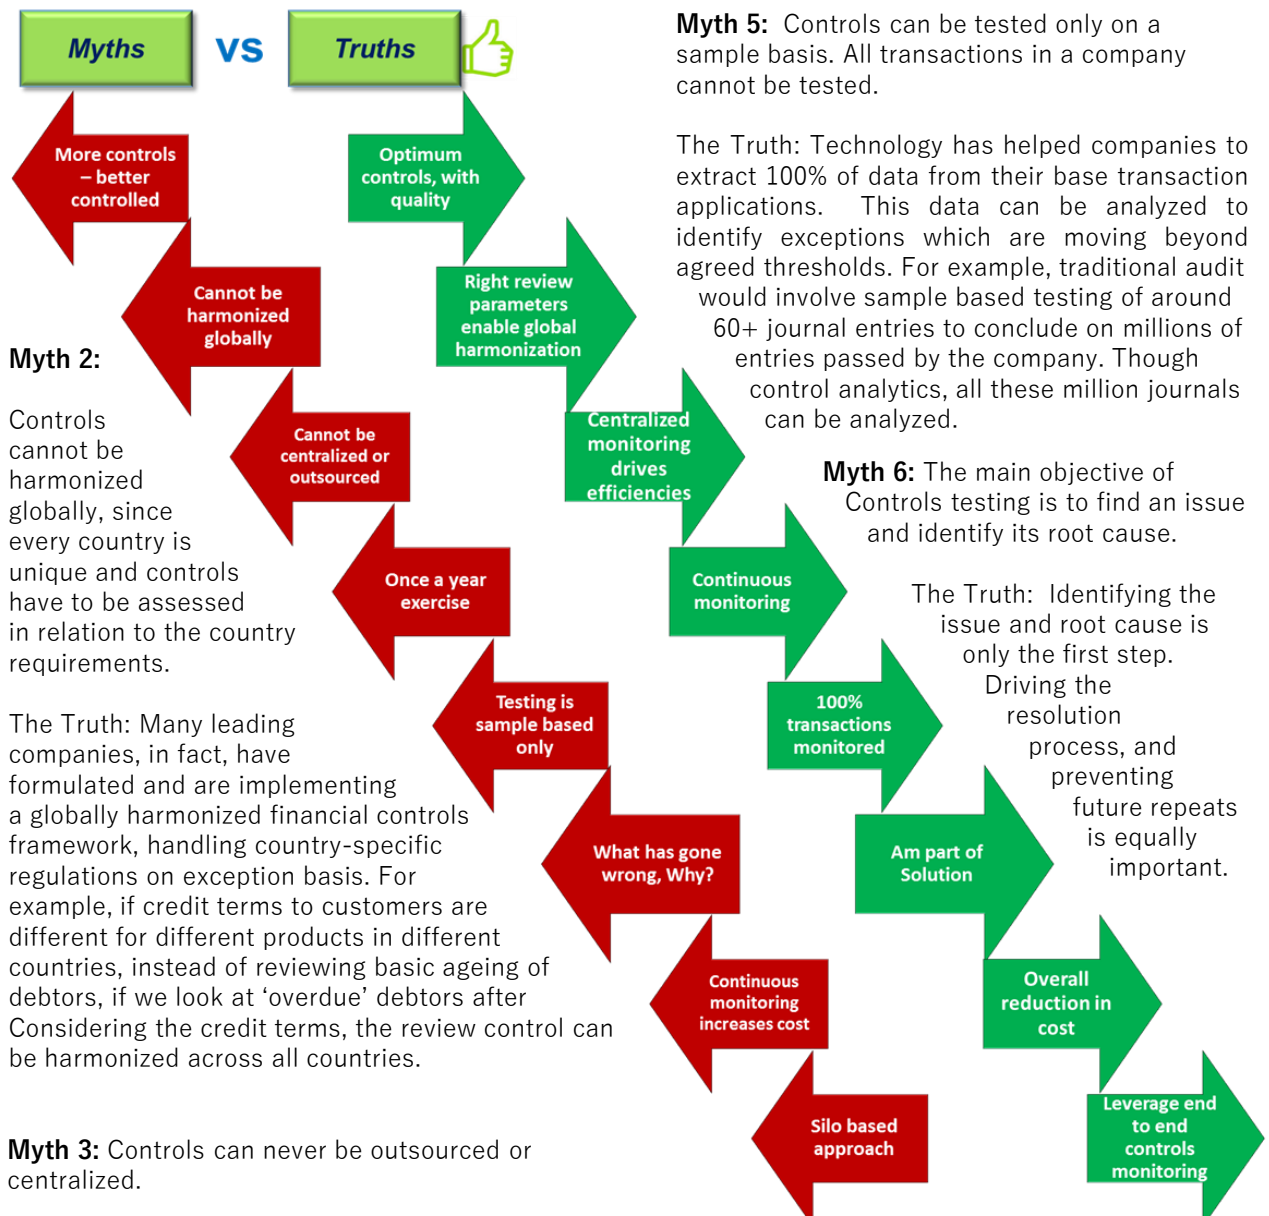 Myths
VS
Truths
More controls
– better
controlled
Cannot be
harmonized
globally
Cannot be
centralized or
outsourced
Once a year
exercise
Testing is
sample based
only
What has gone
wrong, Why?
Continuous
monitoring
increases cost
Silo based
approach
Optimum
controls, with
quality
Right review
parameters
enable global
harmonization
Centralized
monitoring
drives
efficiencies
Continuous
monitoring
100%
transactions
monitored
Am part of
Solution
Overall
reduction in
cost
Leverage end
to end
controls
monitoring
Myth 2:
Controls
cannot be
harmonized
globally, since
every country is
unique and controls
have to be assessed
in relation to the country
requirements.
The Truth: Many leading
companies, in fact, have
formulated and are implementing
a globally harmonized financial controls
framework, handling country-specific
regulations on exception basis. For
example, if credit terms to customers are
different for different products in different
countries, instead of reviewing basic ageing of
debtors, if we look at ‘overdue’ debtors after
Considering the credit terms, the review control can
be harmonized across all countries.
Myth 3: Controls can never be outsourced or
centralized.
Myth 5: Controls can be tested only on a
sample basis. All transactions in a company
cannot be tested.
The Truth: Technology has helped companies to
extract 100% of data from their base transaction
applications. This data can be analyzed to
identify exceptions which are moving beyond
agreed thresholds. For example, traditional audit
would involve sample based testing of around
60+ journal entries to conclude on millions of
entries passed by the company. Though
control analytics, all these million journals
can be analyzed.
Myth 6: The main objective of
Controls testing is to find an issue
and identify its root cause.
The Truth: Identifying the
issue and root cause is
only the first step.
Driving the
resolution
process, and
preventing
future repeats
is equally
important.